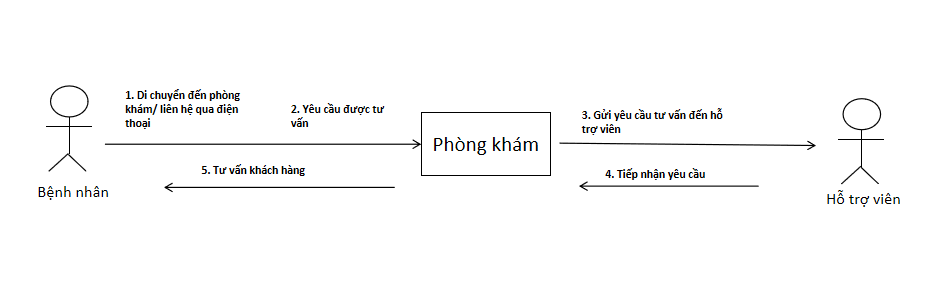 1. Di chuyển đến phòng
khám/ liên hệ qua điện
thoại
2. Yêu cầu được tư
vấn
3. Gửi yêu cầu tư vấn đến hỗ
trợ viên
Phòng khám
5. Tư vấn khách hàng
4. Tiếp nhận yêu cầu
Bệnh nhân
Hỗ trợ viên